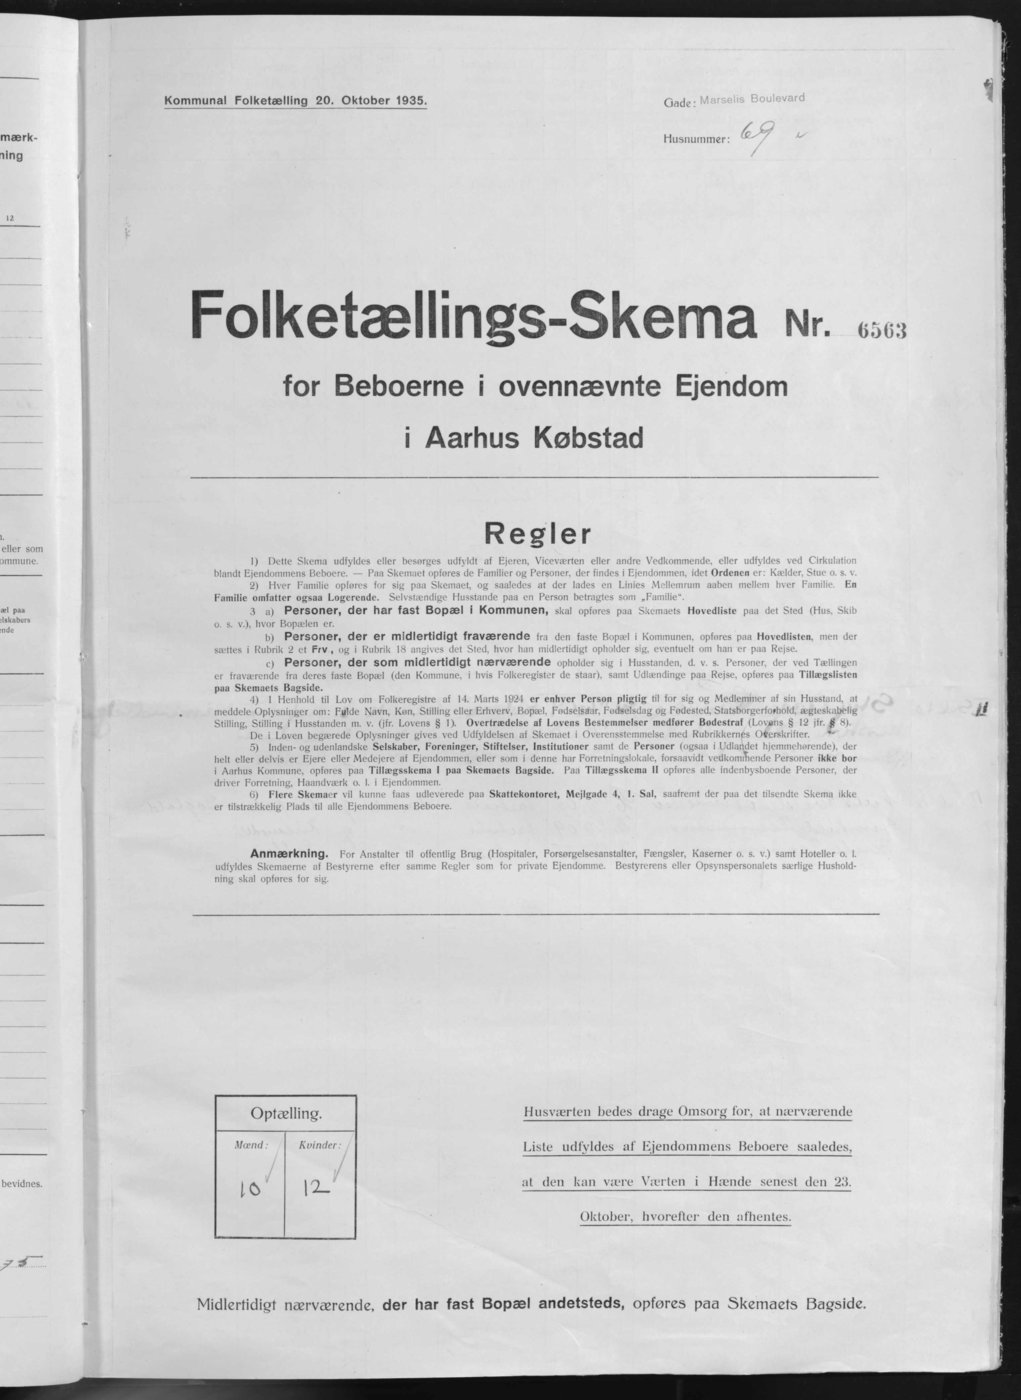 mærk-
ning
12
eller som
ommune.
æl paa
elskabers
ende
bevidnes.
Kommunal Folketælling 20. Oktober 1935.
Gade: Marselis Boulevard
Husnummer: 69
Folketællings-Skema Nr. 6563
for Beboerne i ovennævnte Ejendom
i Aarhus Købstad
Regler
1) Dette Skema udfyldes eller besørges udfyldt af Ejeren, Viceværten eller andre Vedkommende, eller udfyldes ved Cirkulation
blandt Ejendommens Beboere. — Paa Skemaet opføres de Familier og Personer, der findes i Ejendommen, idet Ordenen er: Kælder, Stue o. s. v.
2) Hver Familie opføres for sig paa Skemaet, og saaledes at der lades en Linies Mellemrum aaben mellem hver Familie. En
Familie omfatter ogsaa Logerende. Selvstændige Husstande paa en Person betragtes som „Familie“.
3 a) Personer, der har fast Bopæl i Kommunen, skal opføres paa Skemaets Hovedliste paa det Sted (Hus, Skib
o. s. v.), hvor Bopælen er.
b) Personer, der er midlertidigt fraværende fra den faste Bopæl i Kommunen, opføres paa Hovedlisten, men der
sættes i Rubrik 2 et Frv., og i Rubrik 18 angives det Sted, hvor han midlertidigt opholder sig, eventuelt om han er paa Rejse.
c) Personer, der som midlertidigt nærværende opholder sig i Husstanden, d. v. s. Personer, der ved Tællingen
er fraværende fra deres faste Bopæl (den Kommune, i hvis Folkeregister de staar), samt Udlændinge paa Rejse, opføres paa Tillægslisten
paa Skemaets Bagside.
4) I Henhold til Lov om Folkeregistre af 14. Marts 1924 er enhver Person pligtig til for sig og Medlemmer af sin Husstand, at
meddele Oplysninger om: Fulde Navn, Køn, Stilling eller Erhverv, Bopæl, Fødselsaar, Fødselsdag og Fødested, Statsborgerforhold, ægteskabelig
Stilling, Stilling i Husstanden m. v. (jfr. Lovens § 1). Overtrædelse af Lovens Bestemmelser medfører Bødestraf (Lovens § 12 jfr. § 8).
De i Loven begærede Oplysninger gives ved Udfyldelsen af Skemaet i Overensstemmelse med Rubrikkernes Overskrifter.
5) Inden- og udenlandske Selskaber, Foreninger, Stiftelser, Institutioner samt de Personer (ogsaa i Udlandet hjemmehørende), der
helt eller delvis er Ejere eller Medejere af Ejendommen, eller som i denne har Forretningslokale, forsaavidt vedkommende Personer ikke bor
i Aarhus Kommune, opføres paa Tillægsskema I paa Skemaets Bagside. Paa Tillægsskema II opføres alle indenbysboende Personer, der
driver Forretning, Haandværk o. l. i Ejendommen.
6) Flere Skemaer vil kunne faas udleverede paa Skattekontoret, Mejlgade 4, 1. Sal, saafremt der paa det tilsendte Skema ikke
er tilstrækkelig Plads til alle Ejendommens Beboere.
Anmærkning. For Anstalter til offentlig Brug (Hospitaler, Forsørgelsesanstalter, Fængsler, Kaserner o. s. v.) samt Hoteller o. l.
udfyldes Skemaerne af Bestyrerne efter samme Regler som for private Ejendomme. Bestyrerens eller Opsynspersonalets særlige Hushold-
ning skal opføres for sig.
Optælling.
Mænd: Kvinder:
10 12
Husværten bedes drage Omsorg for, at nærværende
Liste udfyldes af Ejendommens Beboere saaledes,
at den kan være Værten i Hænde senest den 23.
Oktober, hvorefter den afhentes.
Midlertidigt nærværende, der har fast Bopæl andetsteds, opføres paa Skemaets Bagside.